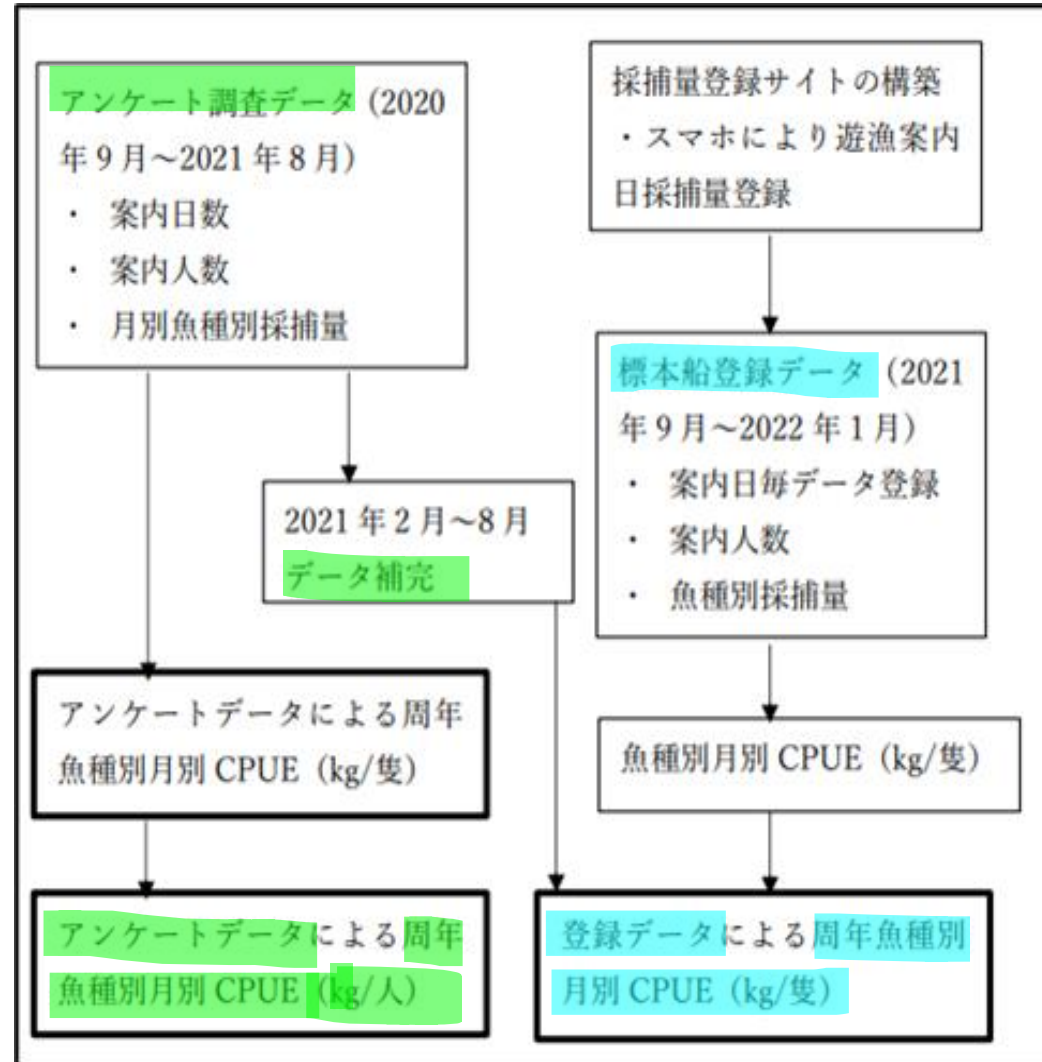 アンケート調査データ（2020
年9月～2021年8月）
・ 案内日数
・ 案内人数
・ 月別魚種別採捕量
採捕量登録サイトの構築
・スマホにより遊漁案内
日採捕量登録
標本船登録データ（2021
年9月～2022年1月）
・ 案内日毎データ登録
・ 案内人数
・ 魚種別採捕量
2021年2月～8月
データ補完
アンケートデータによる周年
魚種別月別 CPUE（kg/隻）
魚種別月別 CPUE（kg/隻）
アンケートデータによる周年
魚種別月別 CPUE（kg/人）
登録データによる周年魚種別
月別 CPUE（kg/隻）